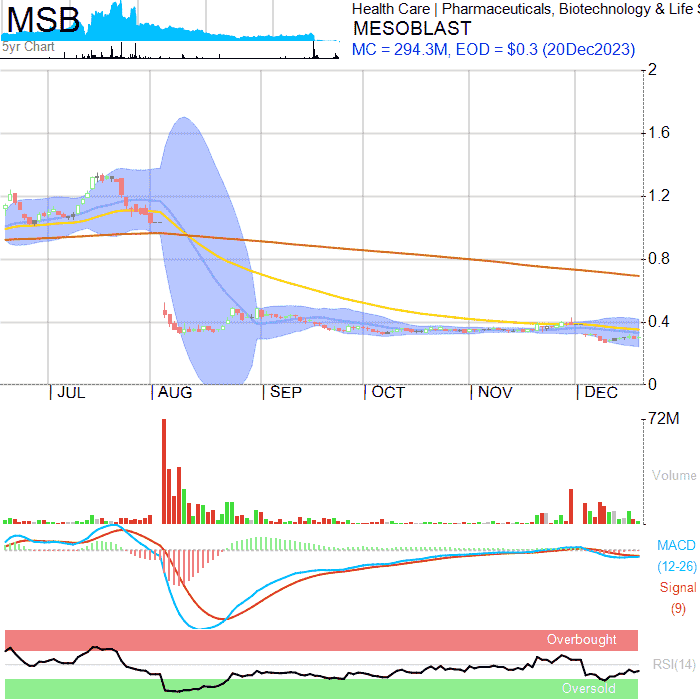 MSB
5yr Chart
Health Care | Pharmaceuticals, Biotechnology & Life S
MESOBLAST
MC = 294.3M, EOD = $0.3 (20Dec2023)
2
1.6
1.2
0.8
0.4
0
JUL
AUG
SEP
OCT
NOV
DEC
72M
Volume
MACD
(12-26)
Signal
(9)
Overbought
RSI(14)
Oversold